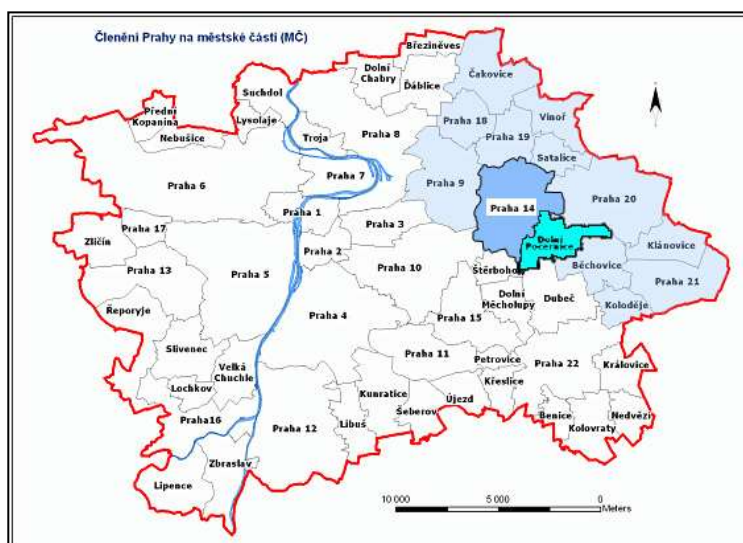 Členění Prahy na městské části (MČ)
Březiněves
Dolní
Chabry
Ďáblice
Čakovice
Suchdol
Přední
Kopanina
Lysolaje
Nebušice
Troja
Praha 8
Praha 18
Praha 19
Vinoř
Satalice
Praha 7
Praha 6
Praha 9
Praha 20
Praha 14
Praha 1
Praha 3
Praha 17
Zličín
Dolní
Počernice
Klánovice
Praha 2
Praha 13
Praha 5
Praha 10
Štěrboholy
Běchovice
Praha 21
Dolní
Měcholupy
Dubeč
Koloděje
Řeporyje
Praha 4
Praha 15
Slivenec
Velká
Chuchle
Praha 11
Petrovice
Praha 22
Královice
Lochkov
Křeslice
Kunratice
Újezd
Šeberov
Praha16
Praha 12
Libuš
Benice
Nedvězí
Kolovraty
Zbraslav
Lipence
10 000
5 000
0
Meters